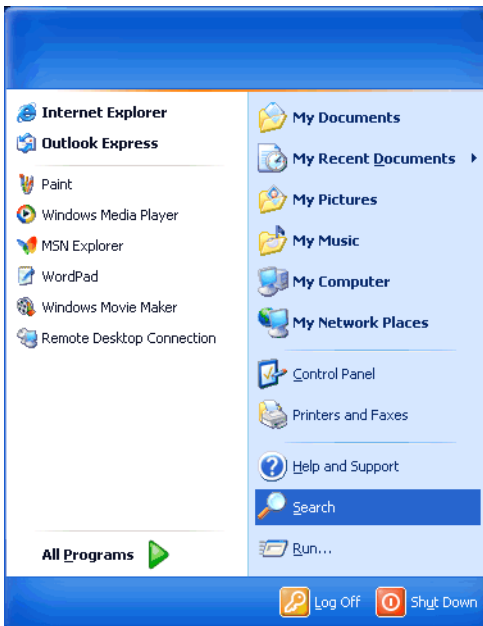 Internet Explorer
Outlook Express
Paint
Windows Media Player
MSN Explorer
WordPad
Windows Movie Maker
Remote Desktop Connection
All Programs
My Documents
My Recent Documents
My Pictures
My Music
My Computer
My Network Places
Control Panel
Printers and Faxes
Help and Support
Search
Run...
Log Off
Shut Down